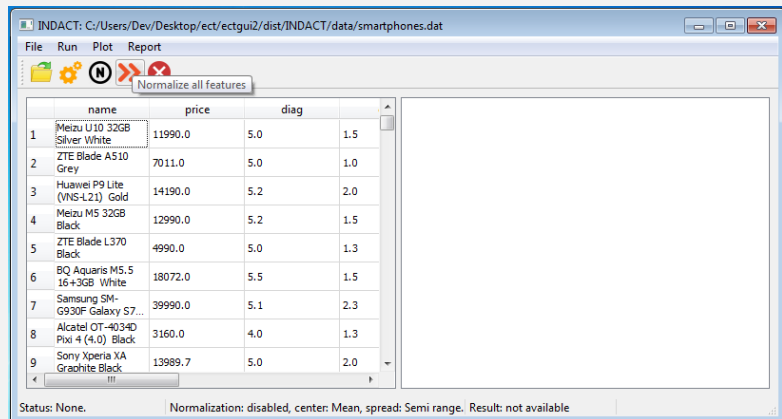 INDACT: C:/Users/Dev/Desktop/ect/ectgui2/dist/INDACT/data/smartphones.dat
File Run Plot Report
N
Normalize all features
name price diag
1 Meizu U10 32GB Silver White 11990.0 5.0 1.5
2 ZTE Blade A510 Grey 7011.0 5.0 1.0
3 Huawei P9 Lite (VNS-L21) Gold 14190.0 5.2 2.0
4 Meizu M5 32GB Black 12990.0 5.2 1.5
5 ZTE Blade L370 Black 4990.0 5.0 1.3
6 BQ Aquaris M5.5 16+3GB White 18072.0 5.5 1.5
7 Samsung SM-G930F Galaxy S7... 39990.0 5.1 2.3
8 Alcatel OT-4034D Pixi 4 (4.0) Black 3160.0 4.0 1.3
9 Sony Xperia XA Graphite Black 13989.7 5.0 2.0
Status: None. Normalization: disabled, center: Mean, spread: Semi range. Result: not available